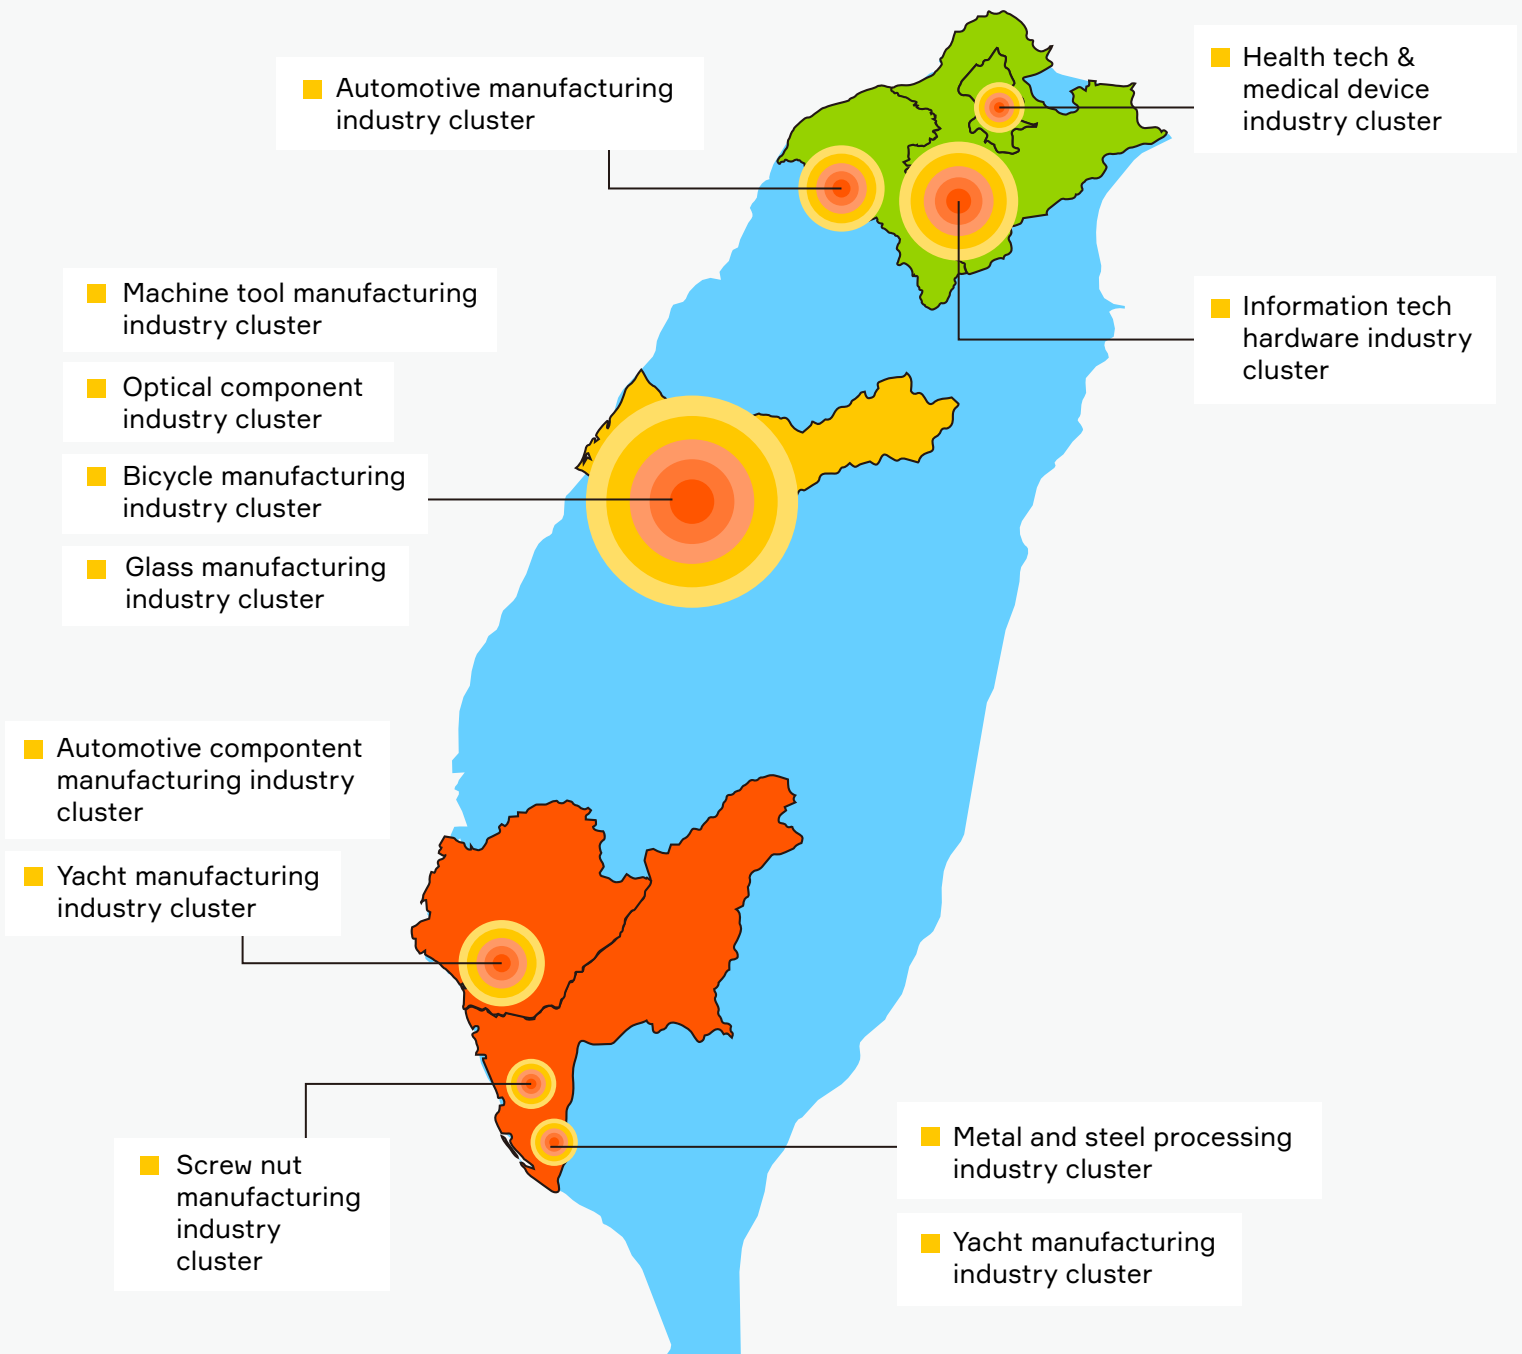 Automotive manufacturing
industry cluster
Health tech &
medical device
industry cluster
Machine tool manufacturing
industry cluster
Optical component
industry cluster
Bicycle manufacturing
industry cluster
Glass manufacturing
industry cluster
Information tech
hardware industry
cluster
Automotive compontent
manufacturing industry
cluster
Yacht manufacturing
industry cluster
Screw nut
manufacturing
industry
cluster
Metal and steel processing
industry cluster
Yacht manufacturing
industry cluster